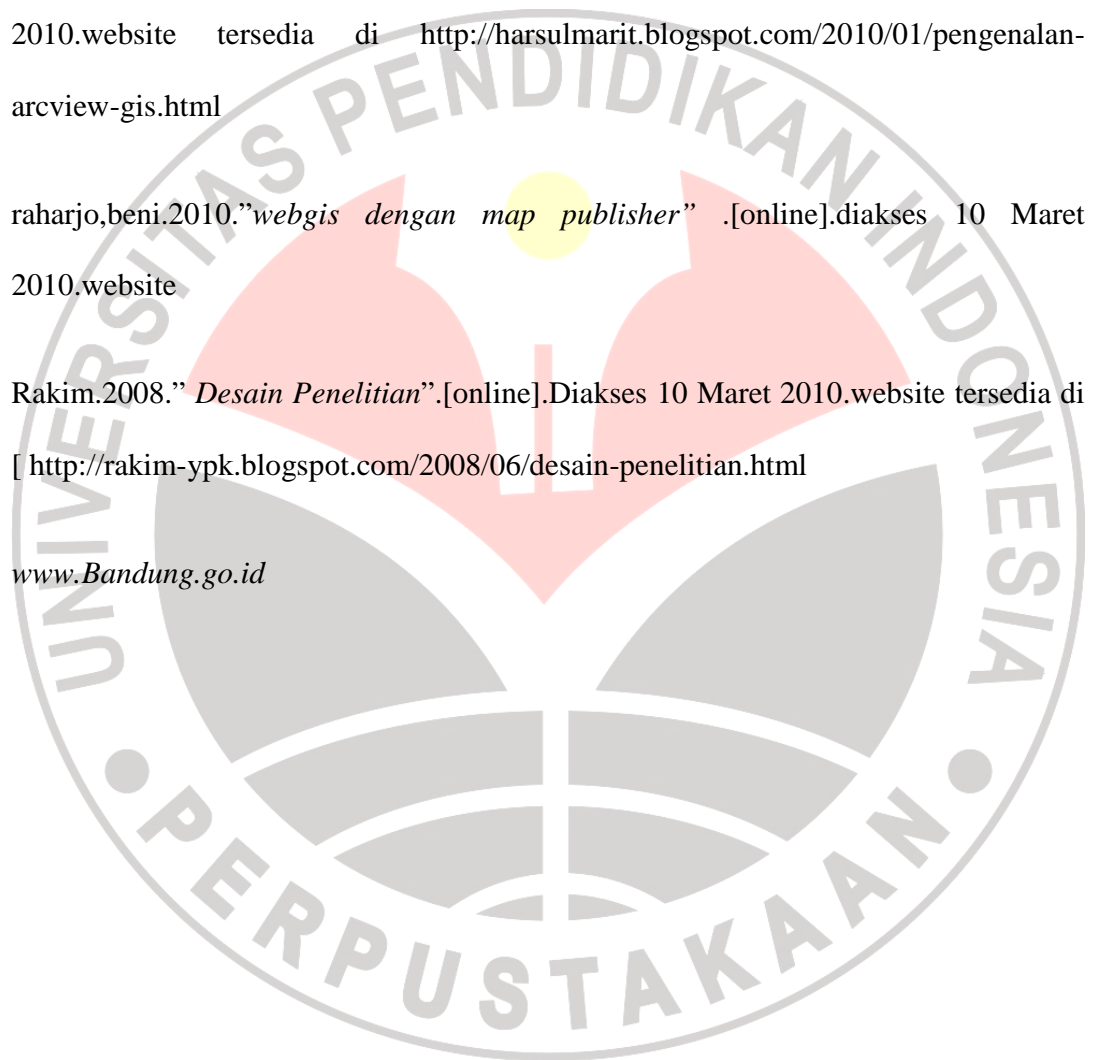 2010.website tersedia di http://harsulmarit.blogspot.com/2010/01/pengenalan-
arcview-gis.html
raharjo,beni.2010.”webgis dengan map publisher” .[online].diakses 10 Maret
2010.website
Rakim.2008.” Desain Penelitian”.[online].Diakses 10 Maret 2010.website tersedia di
[ http://rakim-ypk.blogspot.com/2008/06/desain-penelitian.html
www.Bandung.go.id
UNIVERSITAS PENDIDIKAN INDONESIA
PERPUSTAKAAN